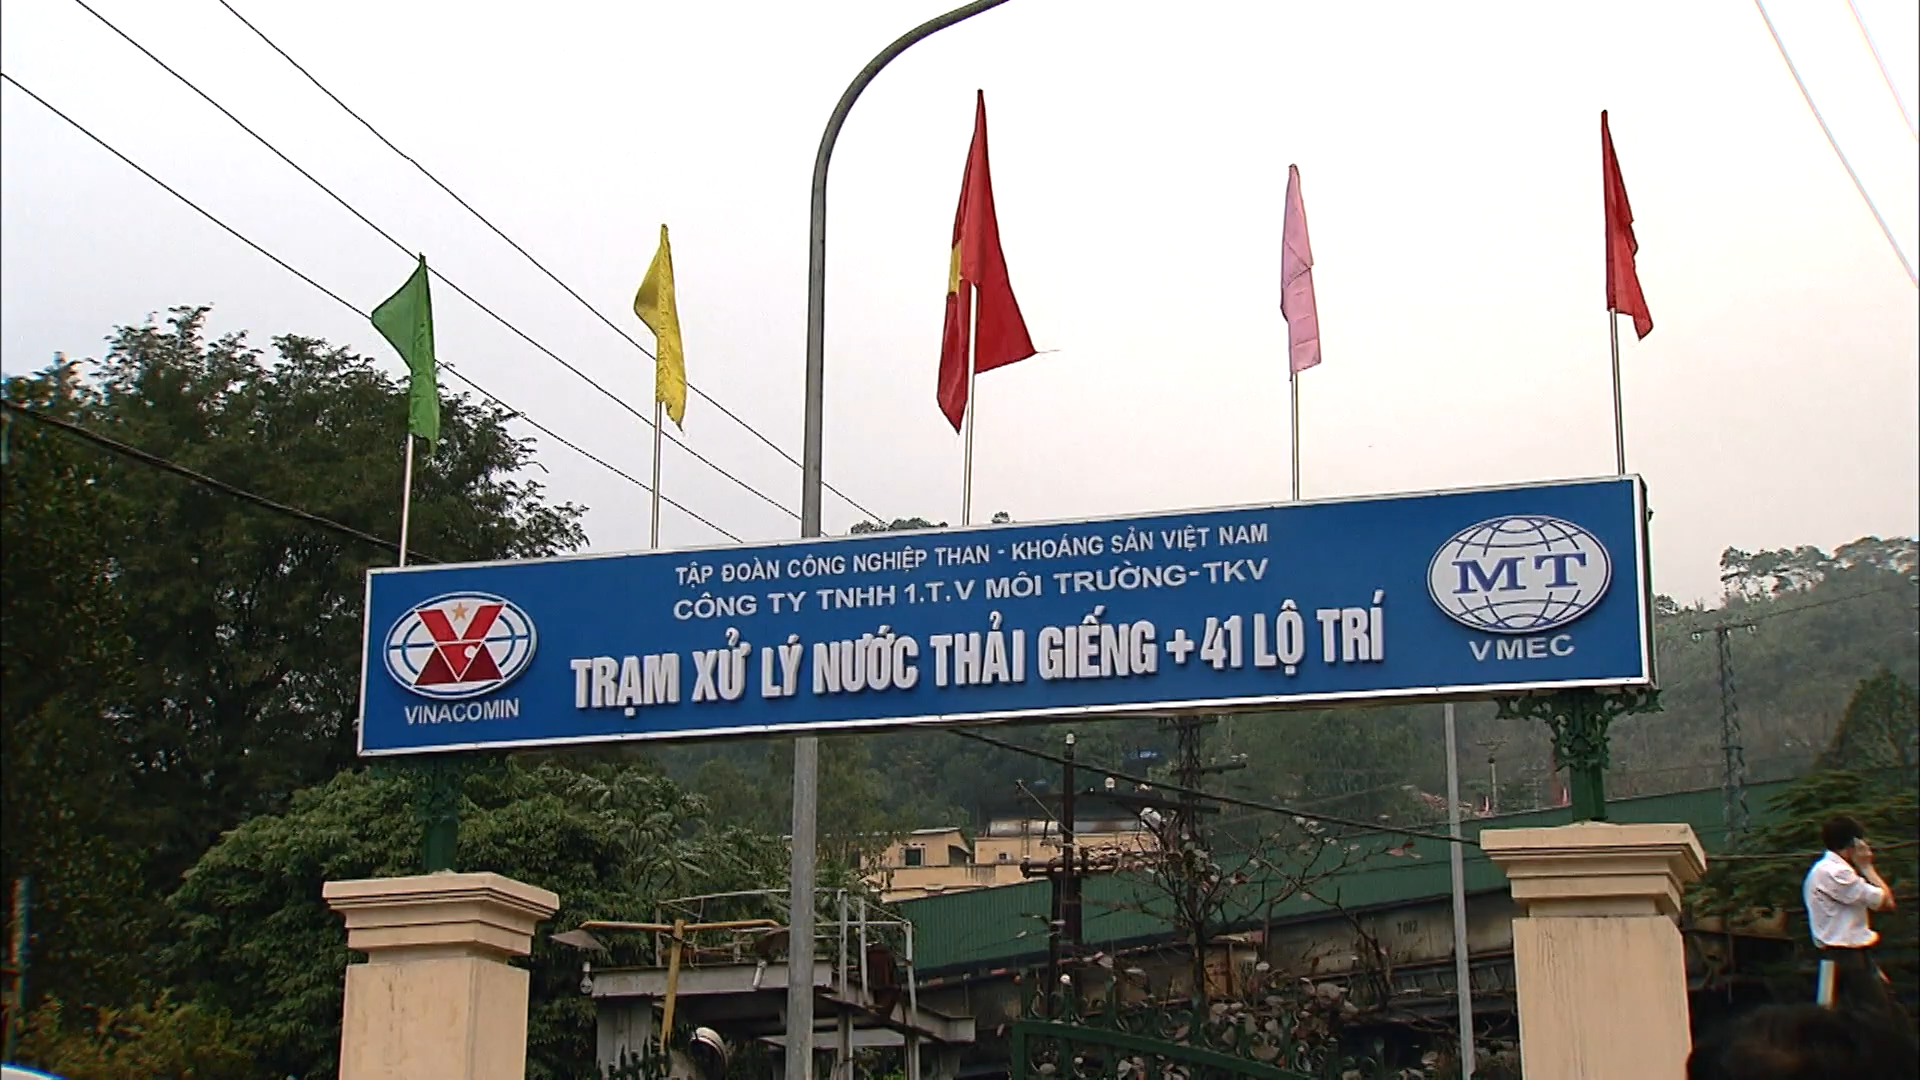 TẬP ĐOÀN CÔNG NGHIỆP THAN - KHOÁNG SẢN VIỆT NAM
CÔNG TY TNHH 1.T.V MÔI TRƯỜNG-TKV
TRẠM XỬ LÝ NƯỚC THẢI GIẾNG + 41 LỘ TRÍ
VINACOMIN
MT
VMEC